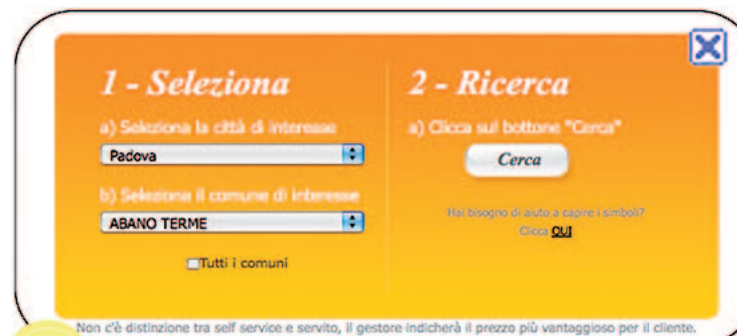 1 - Seleziona
a) Seleziona la città di interesse
Padova
b) Seleziona il comune di interesse
ABANO TERME
Tutti i comuni
2 - Ricerca
a) Clicca sul bottone "Cerca"
Cerca
Hai bisogno di aiuto a capire i simboli?
Clicca QUI
Non c'è distinzione tra self service e servito, il gestore indicherà il prezzo più vantaggioso per il cliente.